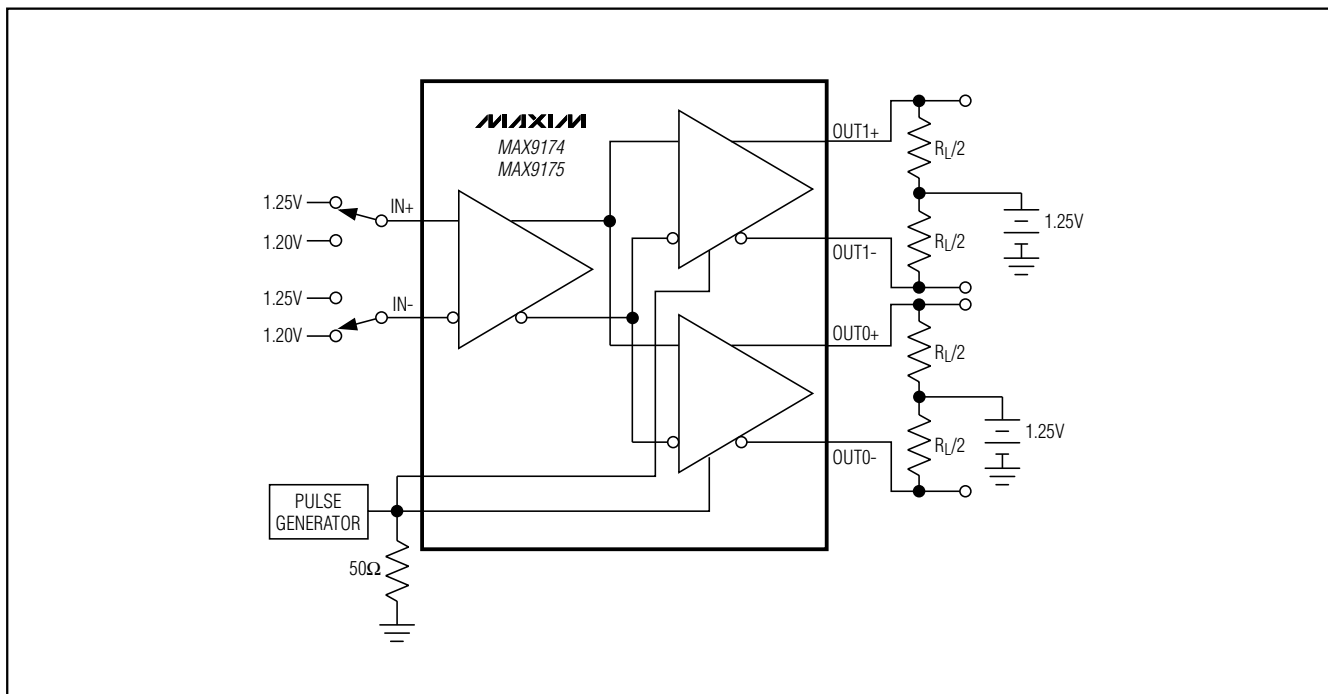 MAXIM
MAX9174
MAX9175
1.25V
IN+
1.20V
1.25V
IN-
1.20V
OUT1+
RL/2
1.25V
RL/2
OUT1-
OUT0+
RL/2
1.25V
RL/2
OUT0-
PULSE
GENERATOR
50Ω